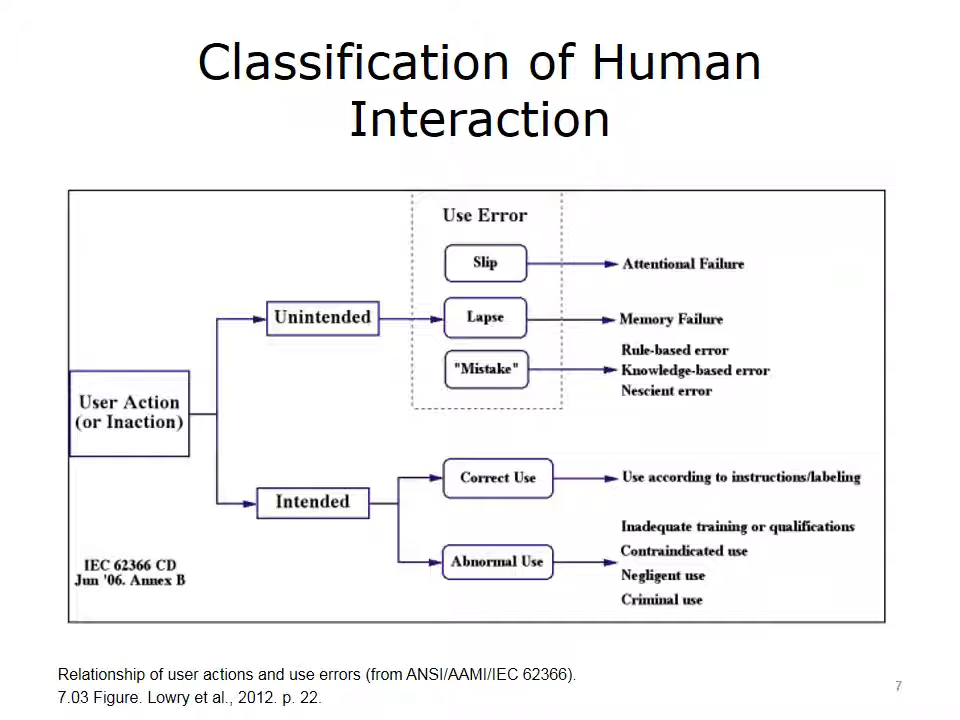 Classification of Human
Interaction
Use Error
Slip
Attentional Failure
Unintended
Lapse
Memory Failure
"Mistake"
Rule-based error
Knowledge-based error
Nescient error
User Action
(or Inaction)
Intended
Correct Use
Use according to instructions/labeling
Abnormal Use
Inadequate training or qualifications
Contraindicated use
Negligent use
Criminal use
IEC 62366 CD
Jun '06. Annex B
Relationship of user actions and use errors (from ANSI/AAMI/IEC 62366).
7.03 Figure. Lowry et al., 2012. p. 22.
7